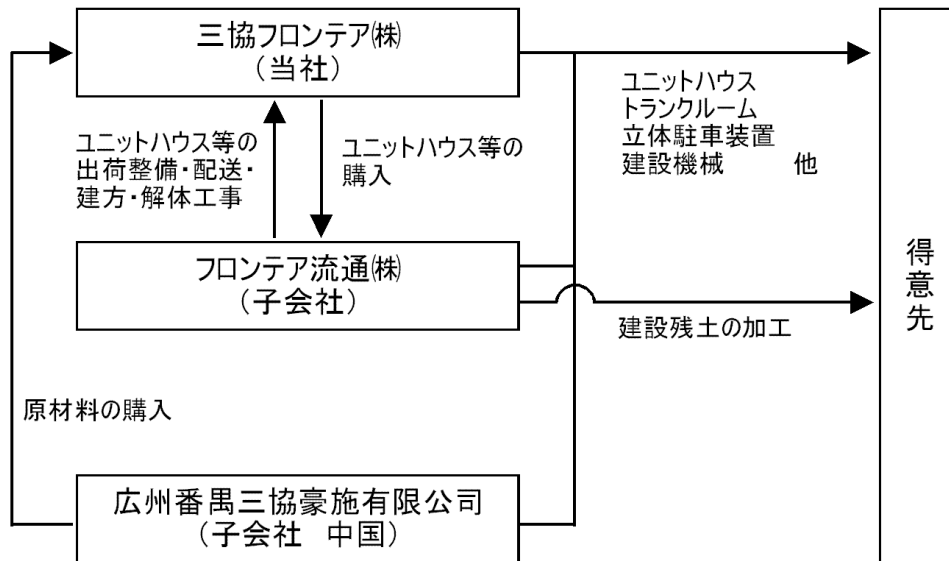 三協フロンテア㈱
（当社）
ユニットハウス
トランクルーム
立体駐車装置
建設機械　　他
ユニットハウス等の
出荷整備・配送・
建方・解体工事
ユニットハウス等の
購入
フロンテア流通㈱
（子会社）
得意先
建設残土の加工
原材料の購入
広州番禺三協豪施有限公司
（子会社　中国）